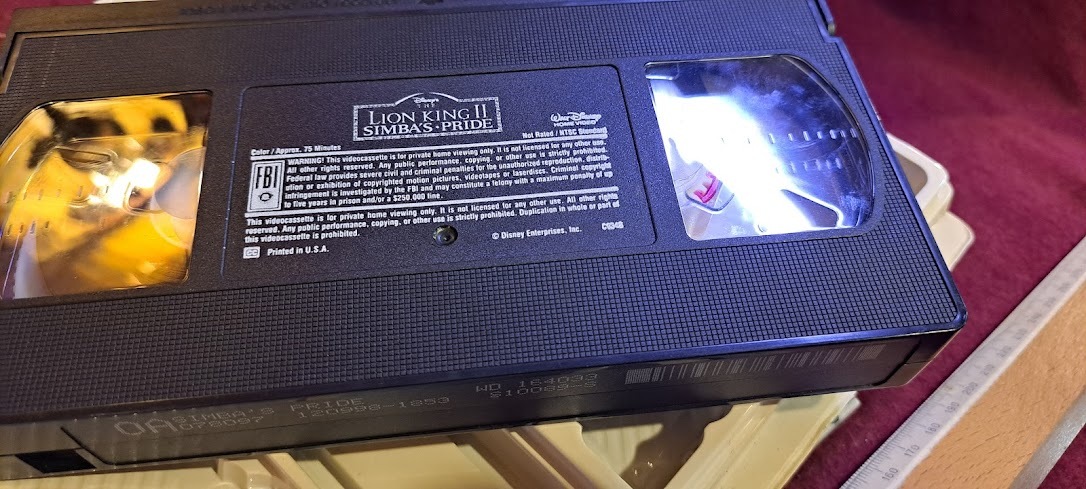 Disney's
THE
LION KING II
SIMBA'S•PRIDE
Walt Disney
HOME VIDEO
Color / Approx. 75 Minutes
Not Rated / NTSC Standard
FBI
WARNING! This videocassette is for private home viewing only. It is not licensed for any other use.
All other rights reserved. Any public performance, copying, or other use is strictly prohibited.
Federal law provides severe civil and criminal penalties for the unauthorized reproduction, distrib-
ution or exhibition of copyrighted motion pictures, videotapes or laserdiscs. Criminal copyright
infringement is investigated by the FBI and may constitute a felony with a maximum penalty of up
to five years in prison and/or a $250,000 fine.
This videocassette is for private home viewing only. It is not licensed for any other use. All other rights
reserved. Any public performance, copying, or other use is strictly prohibited. Duplication in whole or part of
this videocassette is prohibited.
CC Printed in U.S.A.
© Disney Enterprises, Inc.
SIMBA'S PRIDE
120898-1853
WD
160
170
180